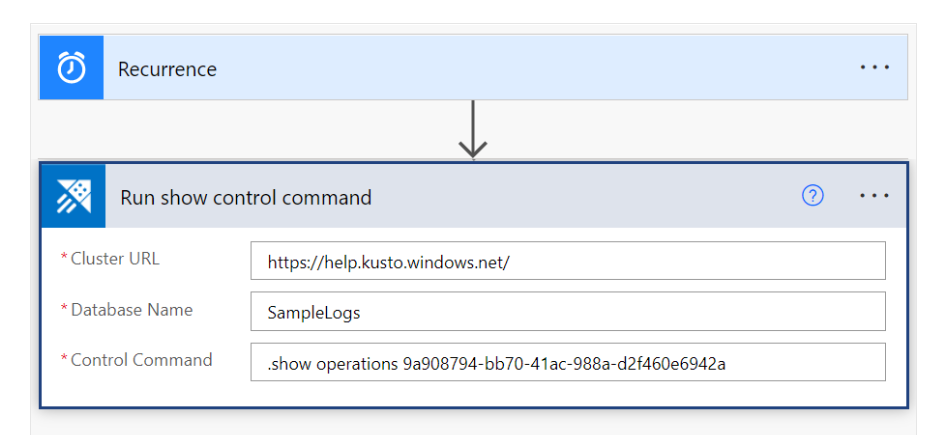 Recurrence
Run show control command
* Cluster URL https://help.kusto.windows.net/
* Database Name SampleLogs
* Control Command .show operations 9a908794-bb70-41ac-988a-d2f460e6942a